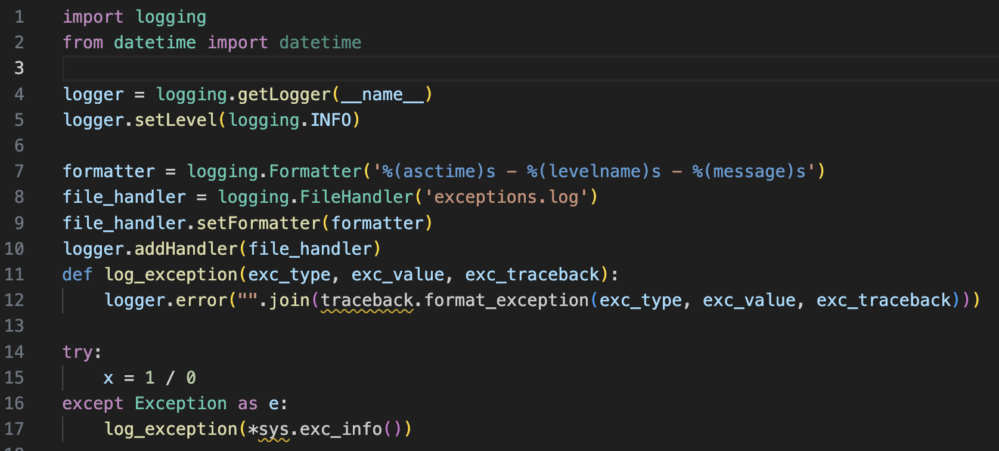 1 import logging
2 from datetime import datetime
3
4 logger = logging.getLogger(__name__)
5 logger.setLevel(logging.INFO)
6
7 formatter = logging.Formatter('%(asctime)s - %(levelname)s - %(message)s')
8 file_handler = logging.FileHandler('exceptions.log')
9 file_handler.setFormatter(formatter)
10 logger.addHandler(file_handler)
11 def log_exception(exc_type, exc_value, exc_traceback):
12     logger.error("".join(traceback.format_exception(exc_type, exc_value, exc_traceback)))
13
14 try:
15     x = 1 / 0
16 except Exception as e:
17     log_exception(*sys.exc_info())